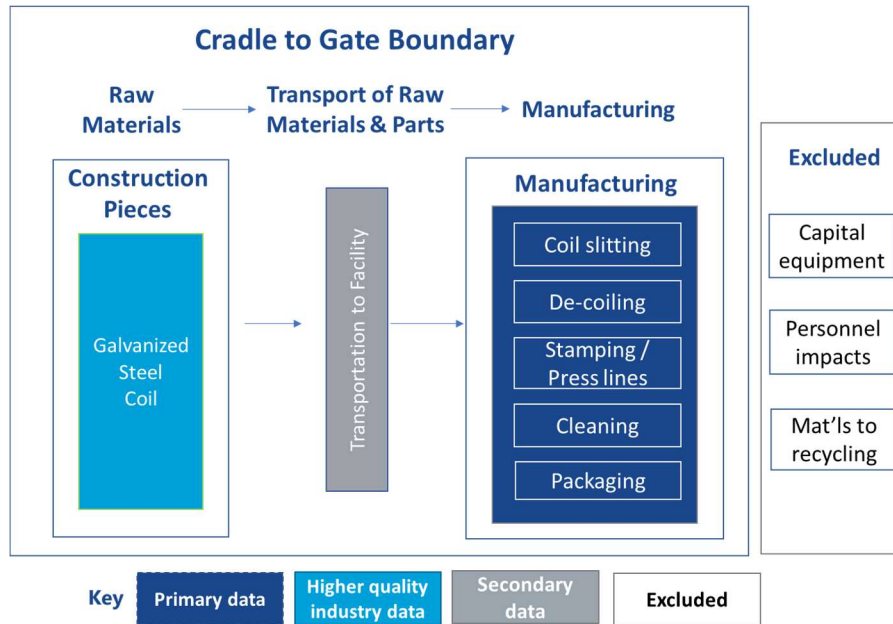 Cradle to Gate Boundary
Raw
Materials
Transport of Raw
Materials & Parts
Manufacturing
Construction
Pieces
Galvanized
Steel
Coil
Transportation to Facility
Manufacturing
Coil slitting
De-coiling
Stamping /
Press lines
Cleaning
Packaging
Excluded
Capital
equipment
Personnel
impacts
Mat'ls to
recycling
Key
Primary data
Higher quality
industry data
Secondary
data
Excluded